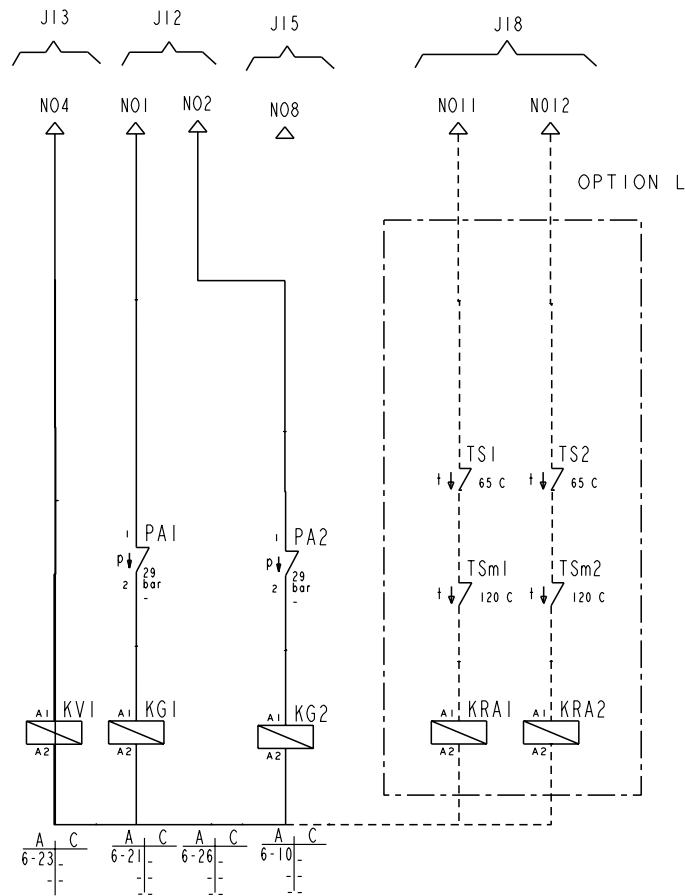 J13 J12 J15 J18
NO4 NO1 NO2 NO8 NO11 NO12
OPTION L
TS1 TS2
t 65 C t 65 C
1 PA1 1 PA2
p 29 p 29
2 bar 2 bar
- -
TSm1 TSm2
t 120 C t 120 C
A1 KV1 A1 KG1 A1 KG2 A1 KRA1 A1 KRA2
A2 A2 A2 A2 A2
A C A C A C A C
6-23 - 6-21 - 6-26 - 6-10 -
- - - -
- - - -